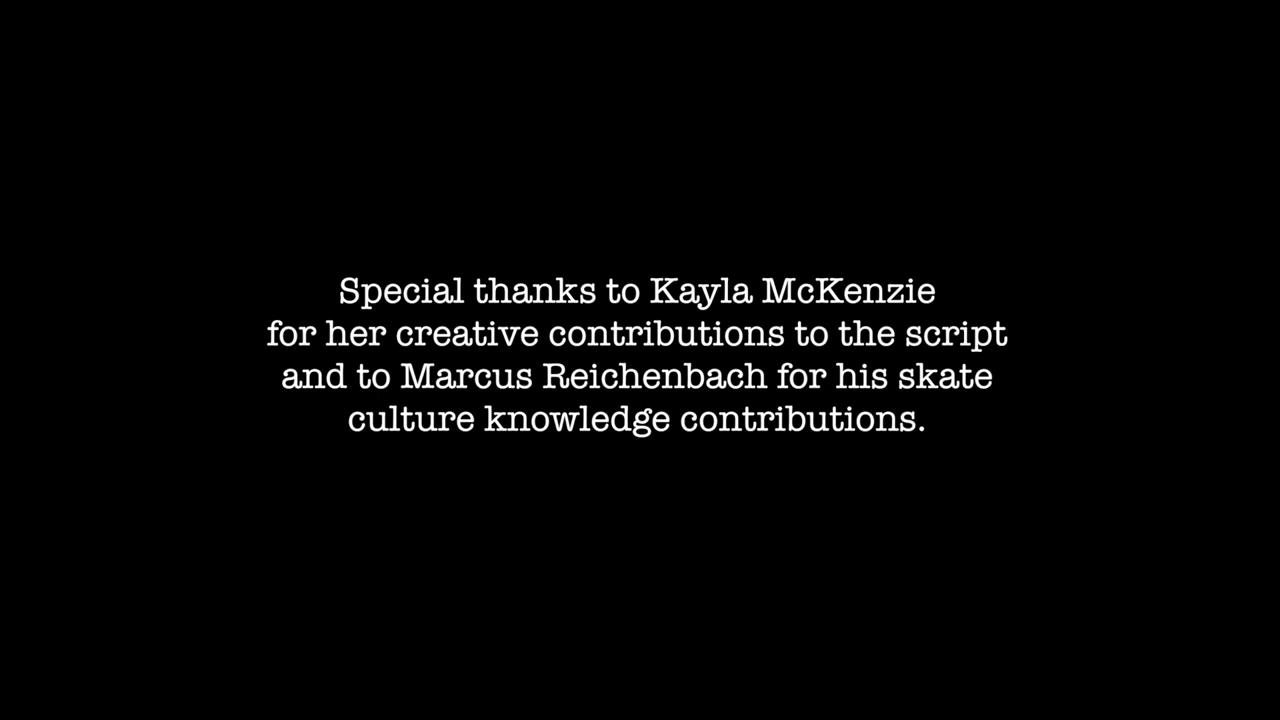 Special thanks to Kayla McKenzie
for her creative contributions to the script
and to Marcus Reichenbach for his skate
culture knowledge contributions.